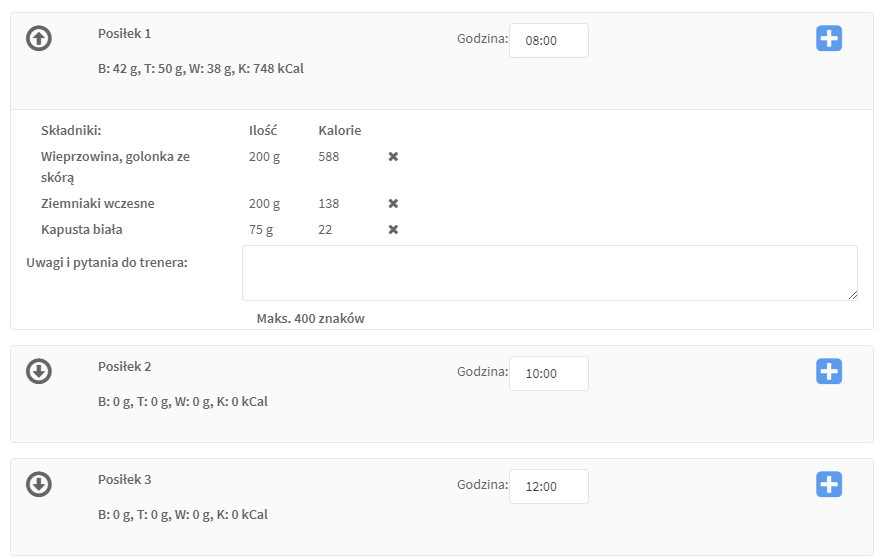 Posiłek 1
Godzina: 08:00
B: 42 g, T: 50 g, W: 38 g, K: 748 kCal
Składniki: Ilość Kalorie
Wieprzowina, golonka ze 200 g 588
skórą
Ziemniaki wczesne 200 g 138
Kapusta biała 75 g 22
Uwagi i pytania do trenera:
Maks. 400 znaków
Posiłek 2
Godzina: 10:00
B: 0 g, T: 0 g, W: 0 g, K: 0 kCal
Posiłek 3
Godzina: 12:00
B: 0 g, T: 0 g, W: 0 g, K: 0 kCal